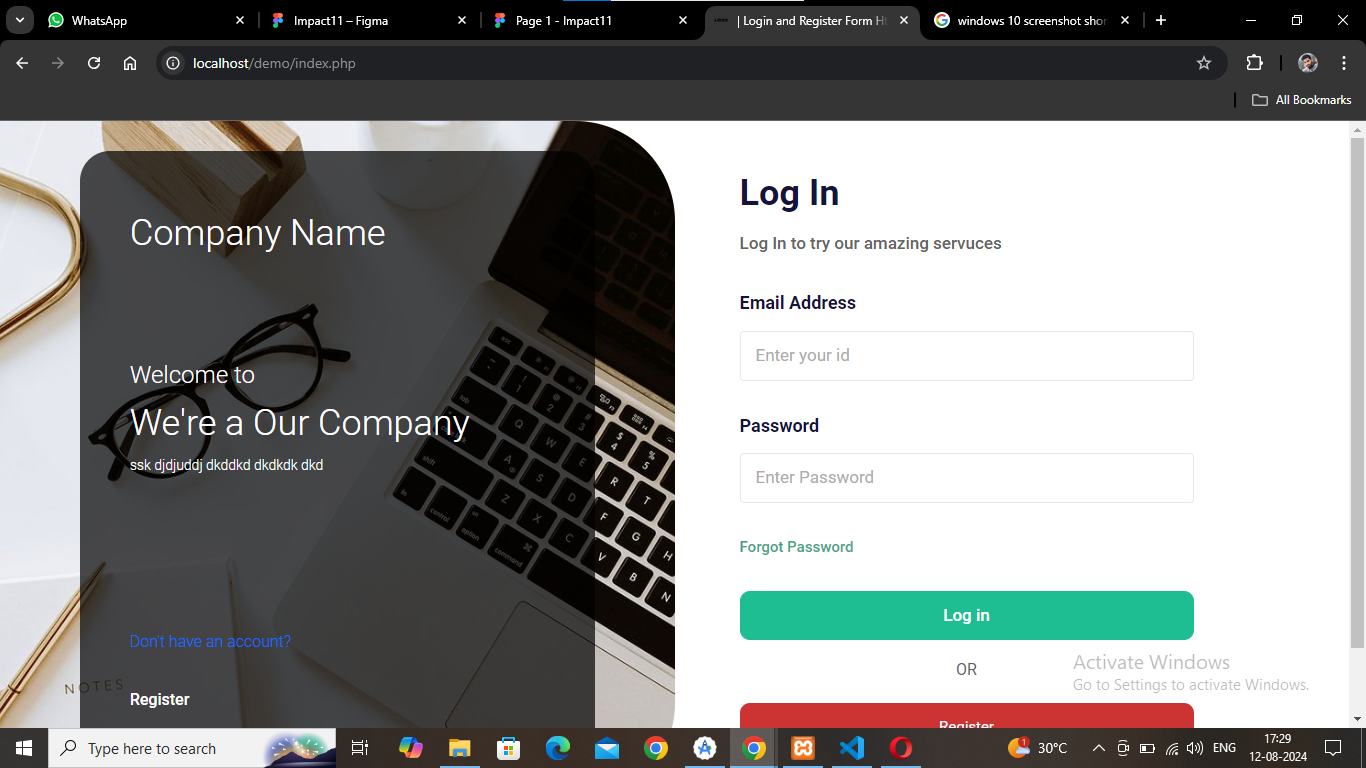 WhatsApp
Impact11 – Figma
Page 1 - Impact11
| Login and Register Form H
windows 10 screenshot shor
localhost/demo/index.php
All Bookmarks
Company Name
Welcome to
We're a Our Company
ssk djdjuddj dkddkd dkdkdk dkd
Don't have an account?
NOTES
Register
Log In
Log In to try our amazing servuces
Email Address
Enter your id
Password
Enter Password
Forgot Password
Log in
OR
Register
Activate Windows
Go to Settings to activate Windows.
Type here to search
1
30°C
ENG
17:29
12-08-2024